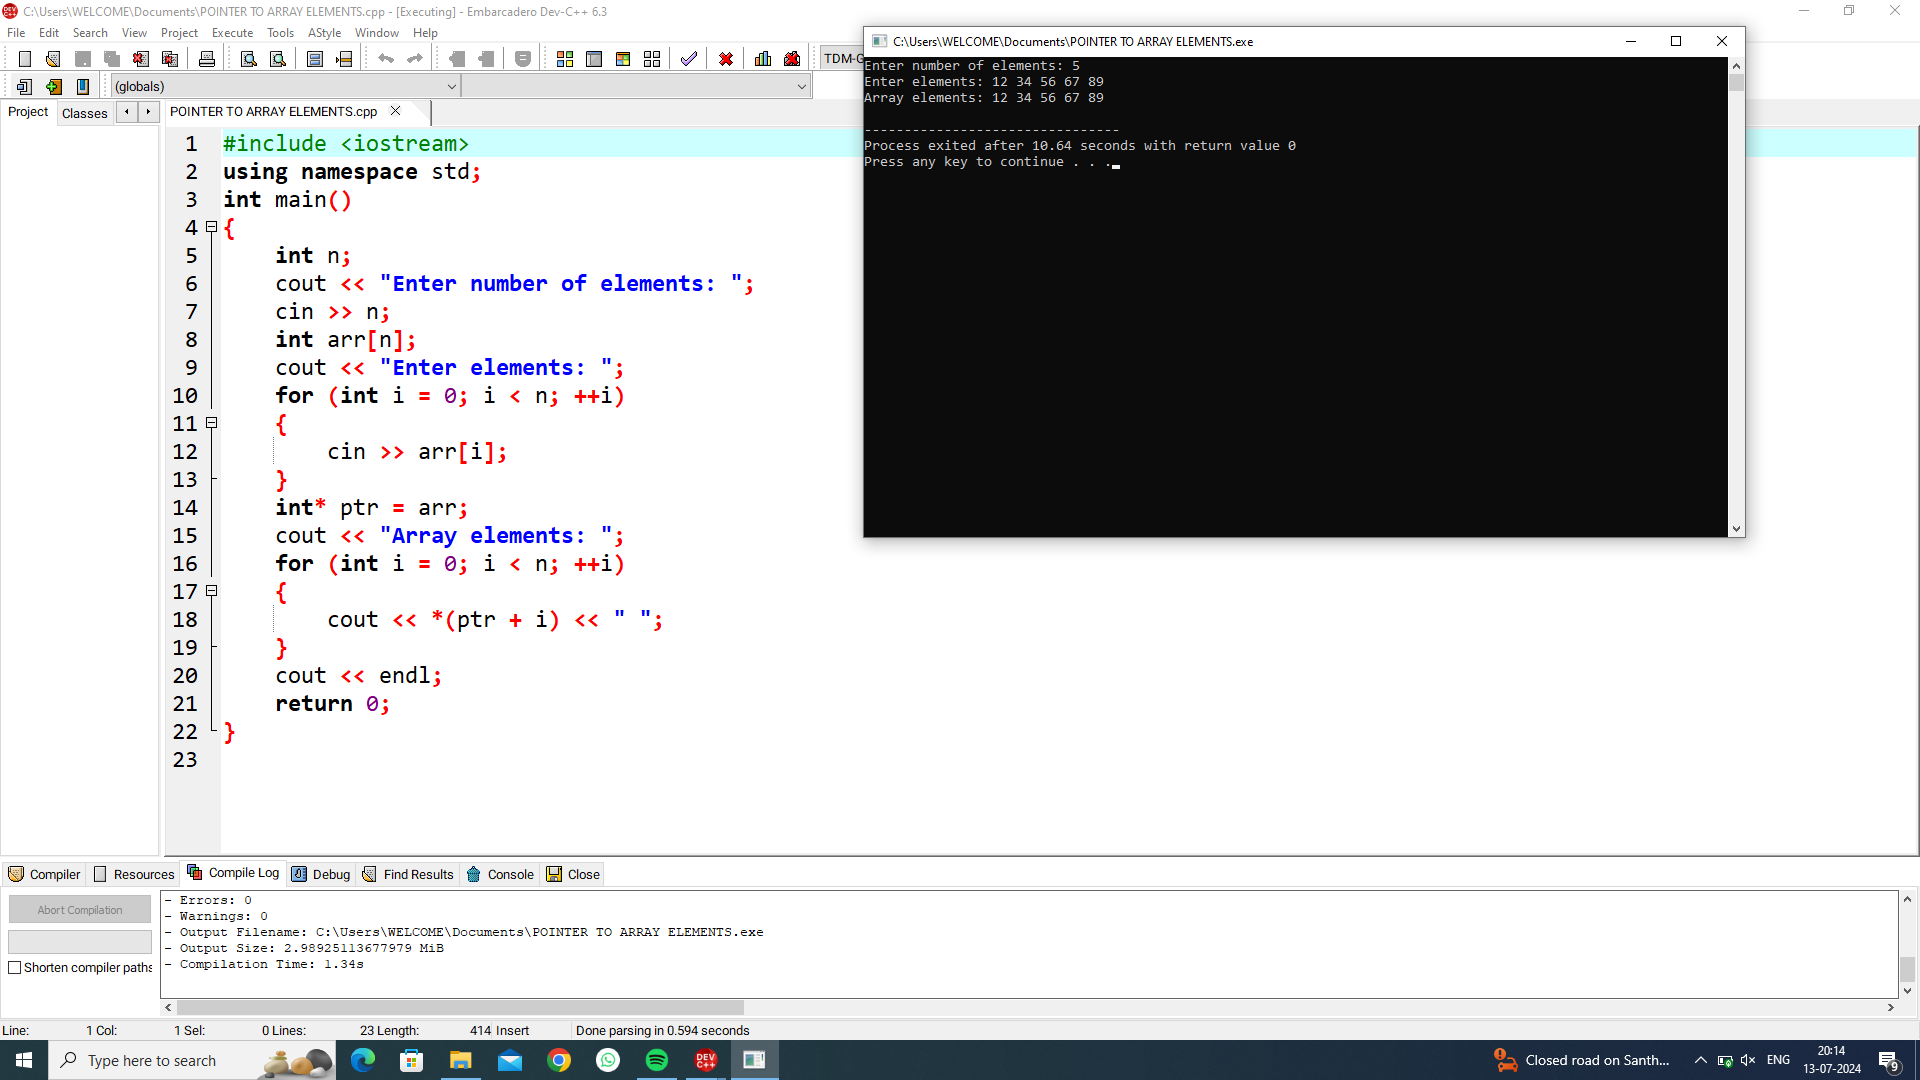 C:\Users\WELCOME\Documents\POINTER TO ARRAY ELEMENTS.cpp - [Executing] - Embarcadero Dev-C++ 6.3
File Edit Search View Project Execute Tools AStyle Window Help
TDM-G
(globals)
Project Classes
POINTER TO ARRAY ELEMENTS.cpp
1 #include <iostream>
2 using namespace std;
3 int main()
4 {
5 int n;
6 cout << "Enter number of elements: ";
7 cin >> n;
8 int arr[n];
9 cout << "Enter elements: ";
10 for (int i = 0; i < n; ++i)
11 {
12 cin >> arr[i];
13 }
14 int* ptr = arr;
15 cout << "Array elements: ";
16 for (int i = 0; i < n; ++i)
17 {
18 cout << *(ptr + i) << " ";
19 }
20 cout << endl;
21 return 0;
22 }
23
C:\Users\WELCOME\Documents\POINTER TO ARRAY ELEMENTS.exe
Enter number of elements: 5
Enter elements: 12 34 56 67 89
Array elements: 12 34 56 67 89
--------------------------------
Process exited after 10.64 seconds with return value 0
Press any key to continue . . .
Compiler Resources Compile Log Debug Find Results Console Close
Abort Compilation
Shorten compiler paths
- Errors: 0
- Warnings: 0
- Output Filename: C:\Users\WELCOME\Documents\POINTER TO ARRAY ELEMENTS.exe
- Output Size: 2.98925113677979 MiB
- Compilation Time: 1.34s
Line: 1 Col: 1 Sel: 0 Lines: 23 Length: 414 Insert Done parsing in 0.594 seconds
Type here to search
DEV C++
Closed road on Santh...
ENG
20:14
13-07-2024
9